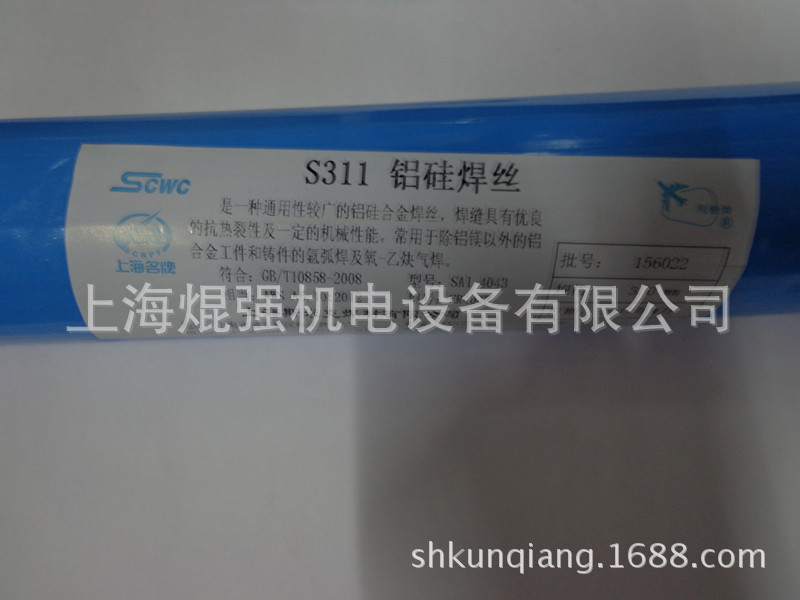 S311 铝硅焊丝
SCWC
上海名牌
是一种通用性较广的铝硅合金焊丝，焊缝具有优良
的抗热裂性及一定的机械性能。常用于除铝镁以外的铝
合金工件和铸件的氩弧焊及氧-乙炔气焊。
符合：GB/T10858-2008 型号：SAl 4043
批号： 156022
上海焜强机电设备有限公司
shkunqiang.1688.com